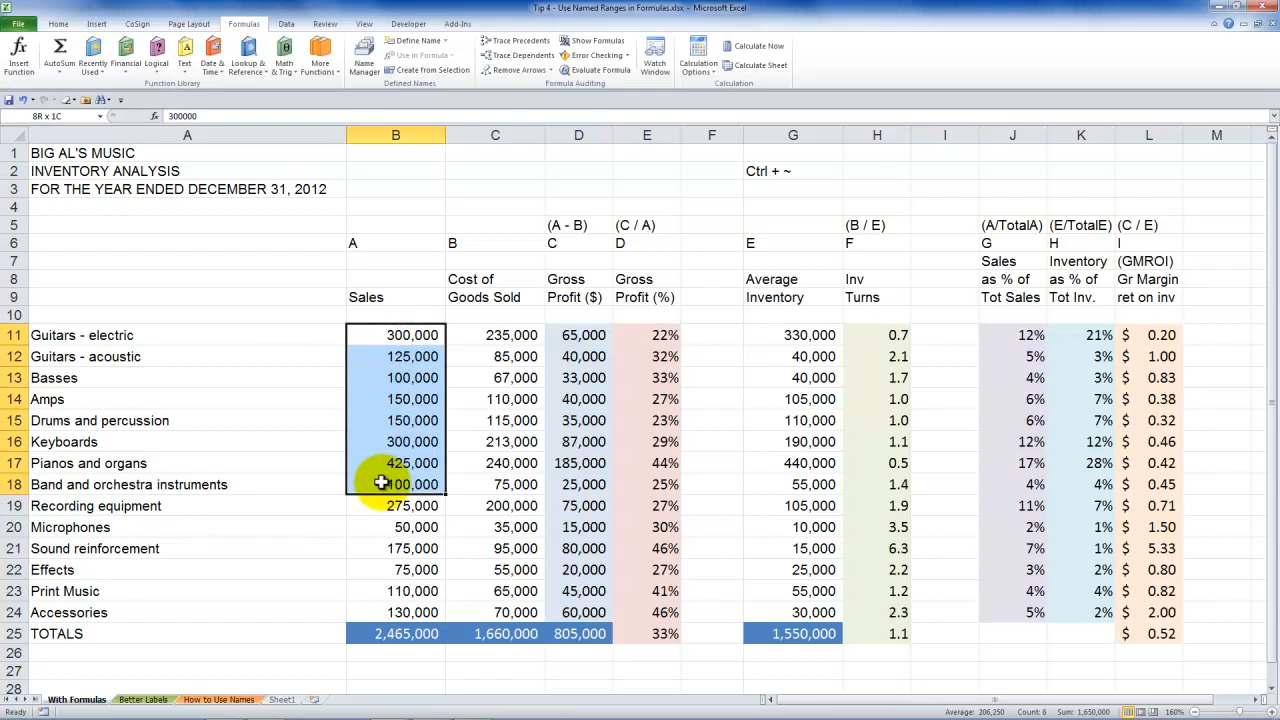 Tip 4 - Use Named Ranges in Formulas.xlsx - Microsoft Excel
File Home Insert CoSign Page Layout Formulas Data Review View Developer Add-Ins
Insert Function
AutoSum
Recently Used
Financial
Logical
Text
Date & Time
Lookup & Reference
Math & Trig
More Functions
Function Library
Name Manager
Define Name
Use in Formula
Create from Selection
Defined Names
Trace Precedents
Trace Dependents
Remove Arrows
Show Formulas
Error Checking
Evaluate Formula
Formula Auditing
Watch Window
Calculation Options
Calculate Now
Calculate Sheet
Calculation
8R x 1C fx 300000
A B C D E F G H I J K L M
1 BIG AL'S MUSIC
2 INVENTORY ANALYSIS Ctrl + ~
3 FOR THE YEAR ENDED DECEMBER 31, 2012
4
5 (A - B) (C / A) (B / E) (A/TotalA) (E/TotalE) (C / E)
6 A B C D E F G H I
7 Sales Inventory (GMROI)
8 Cost of Gross Gross Average Inv as % of as % of Gr Margin
9 Sales Goods Sold Profit ($) Profit (%) Inventory Turns Tot Sales Tot Inv. ret on inv
10
11 Guitars - electric 300,000 235,000 65,000 22% 330,000 0.7 12% 21% $ 0.20
12 Guitars - acoustic 125,000 85,000 40,000 32% 40,000 2.1 5% 3% $ 1.00
13 Basses 100,000 67,000 33,000 33% 40,000 1.7 4% 3% $ 0.83
14 Amps 150,000 110,000 40,000 27% 105,000 1.0 6% 7% $ 0.38
15 Drums and percussion 150,000 115,000 35,000 23% 110,000 1.0 6% 7% $ 0.32
16 Keyboards 300,000 213,000 87,000 29% 190,000 1.1 12% 12% $ 0.46
17 Pianos and organs 425,000 240,000 185,000 44% 440,000 0.5 17% 28% $ 0.42
18 Band and orchestra instruments 100,000 75,000 25,000 25% 55,000 1.4 4% 4% $ 0.45
19 Recording equipment 275,000 200,000 75,000 27% 105,000 1.9 11% 7% $ 0.71
20 Microphones 50,000 35,000 15,000 30% 10,000 3.5 2% 1% $ 1.50
21 Sound reinforcement 175,000 95,000 80,000 46% 15,000 6.3 7% 1% $ 5.33
22 Effects 75,000 55,000 20,000 27% 25,000 2.2 3% 2% $ 0.80
23 Print Music 110,000 65,000 45,000 41% 55,000 1.2 4% 4% $ 0.82
24 Accessories 130,000 70,000 60,000 46% 30,000 2.3 5% 2% $ 2.00
25 TOTALS 2,465,000 1,660,000 805,000 33% 1,550,000 1.1 $ 0.52
26
27
28
With Formulas Better Labels How to Use Names Sheet1
Ready Average: 206,250 Count: 8 Sum: 1,650,000 160%